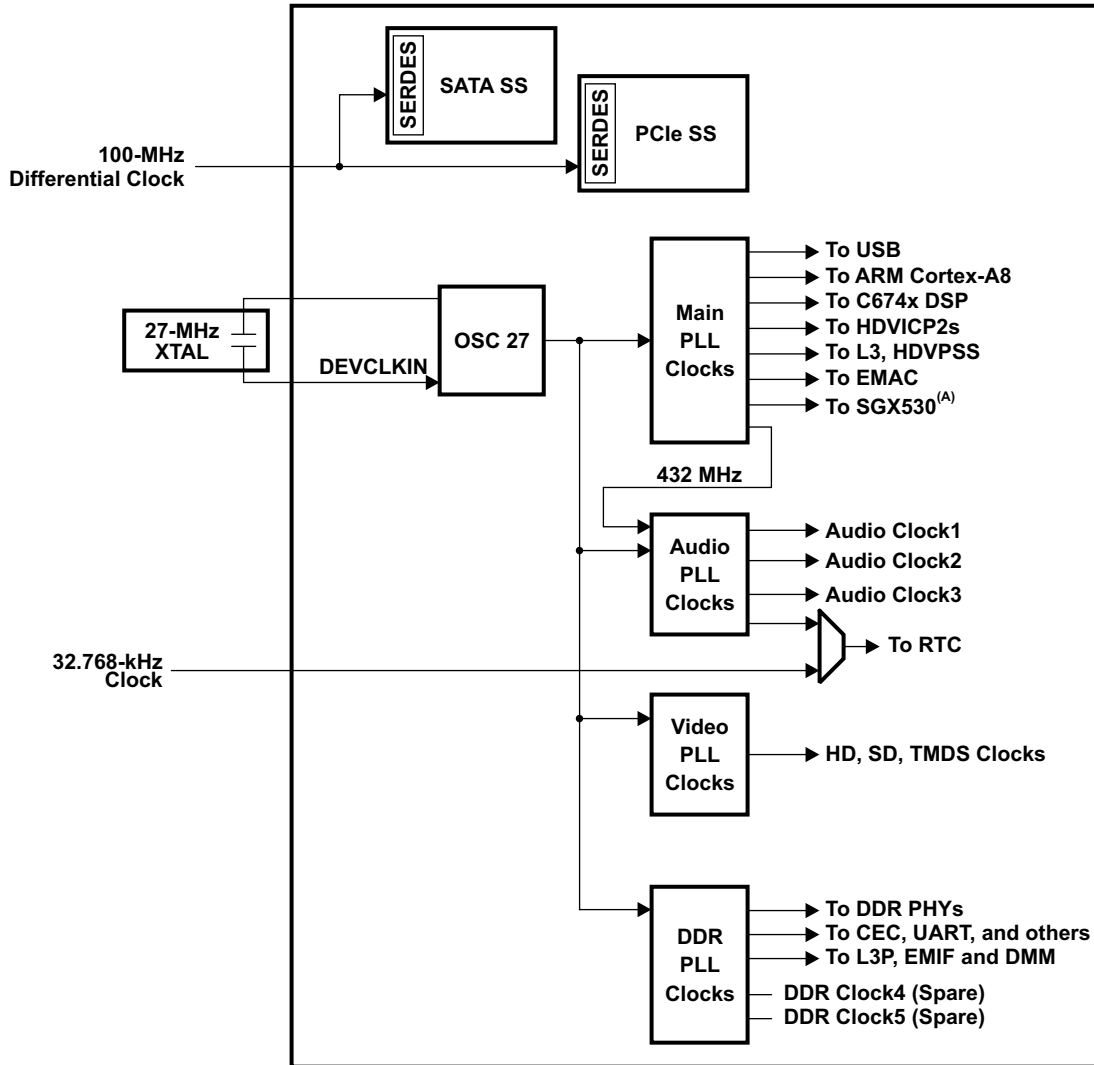 SERDES
SATA SS
SERDES
PCIe SS
100-MHz
Differential Clock
27-MHz
XTAL
DEVCLKIN
OSC 27
Main
PLL
Clocks
To USB
To ARM Cortex-A8
To C674x DSP
To HDVICP2s
To L3, HDVPSS
To EMAC
To SGX530(A)
432 MHz
Audio
PLL
Clocks
Audio Clock1
Audio Clock2
Audio Clock3
To RTC
32.768-kHz
Clock
Video
PLL
Clocks
HD, SD, TMDS Clocks
DDR
PLL
Clocks
To DDR PHYs
To CEC, UART, and others
To L3P, EMIF and DMM
DDR Clock4 (Spare)
DDR Clock5 (Spare)